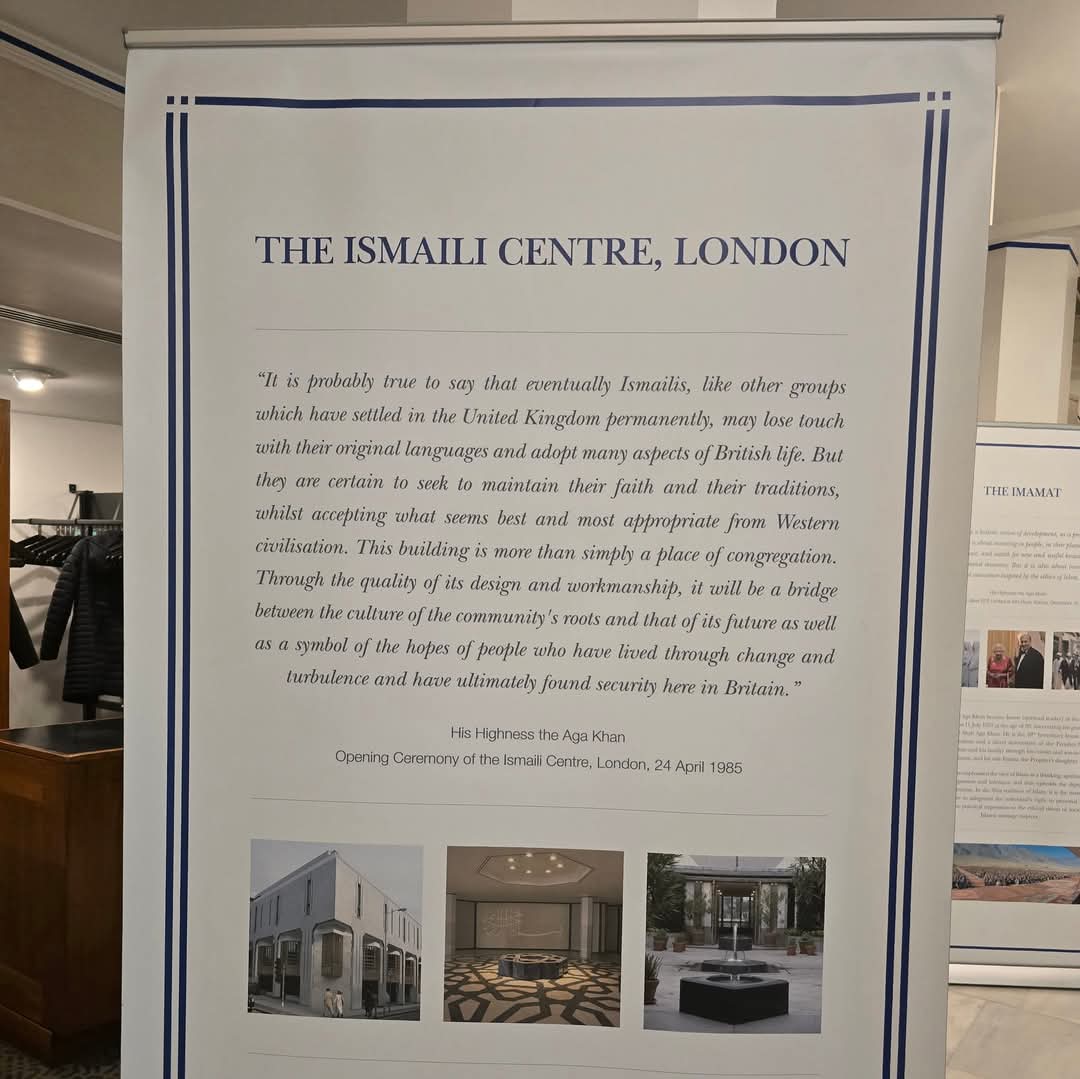 THE ISMAILI CENTRE, LONDON
“It is probably true to say that eventually Ismailis, like other groups
which have settled in the United Kingdom permanently, may lose touch
with their original languages and adopt many aspects of British life. But
they are certain to seek to maintain their faith and their traditions,
whilst accepting what seems best and most appropriate from Western
civilisation. This building is more than simply a place of congregation.
Through the quality of its design and workmanship, it will be a bridge
between the culture of the community's roots and that of its future as well
as a symbol of the hopes of people who have lived through change and
turbulence and have ultimately found security here in Britain.”
His Highness the Aga Khan
Opening Ceremony of the Ismaili Centre, London, 24 April 1985
THE IMAMAT
His Highness the Aga Khan